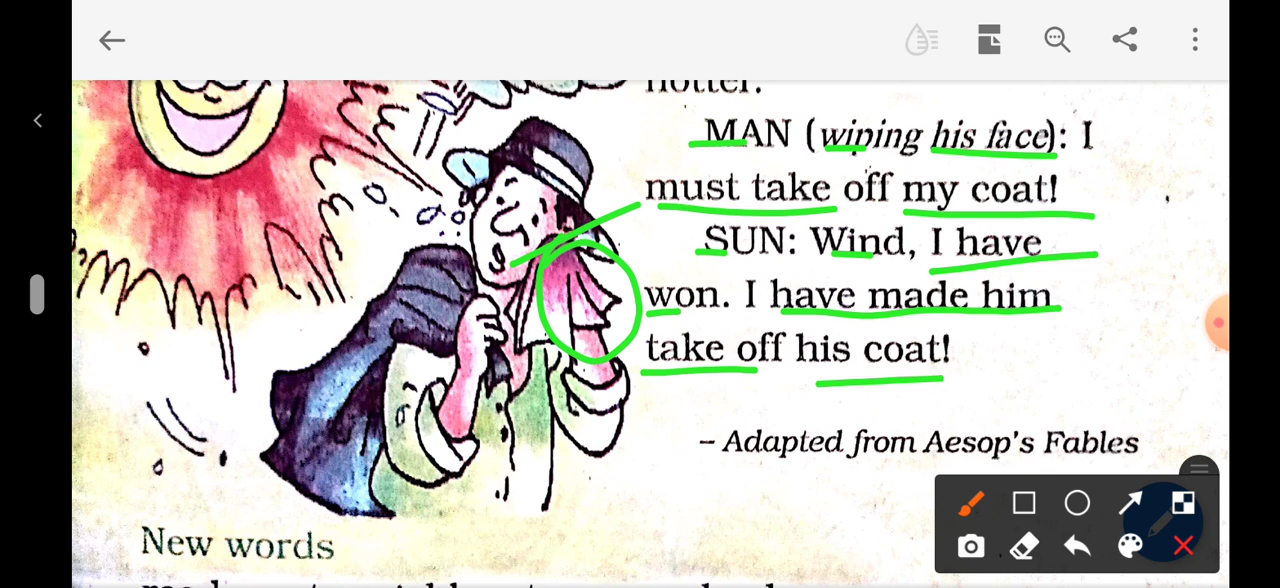 hotter.
MAN (wiping his face): I
must take off my coat!
SUN: Wind, I have
won. I have made him
take off his coat!
– Adapted from Aesop's Fables
New words